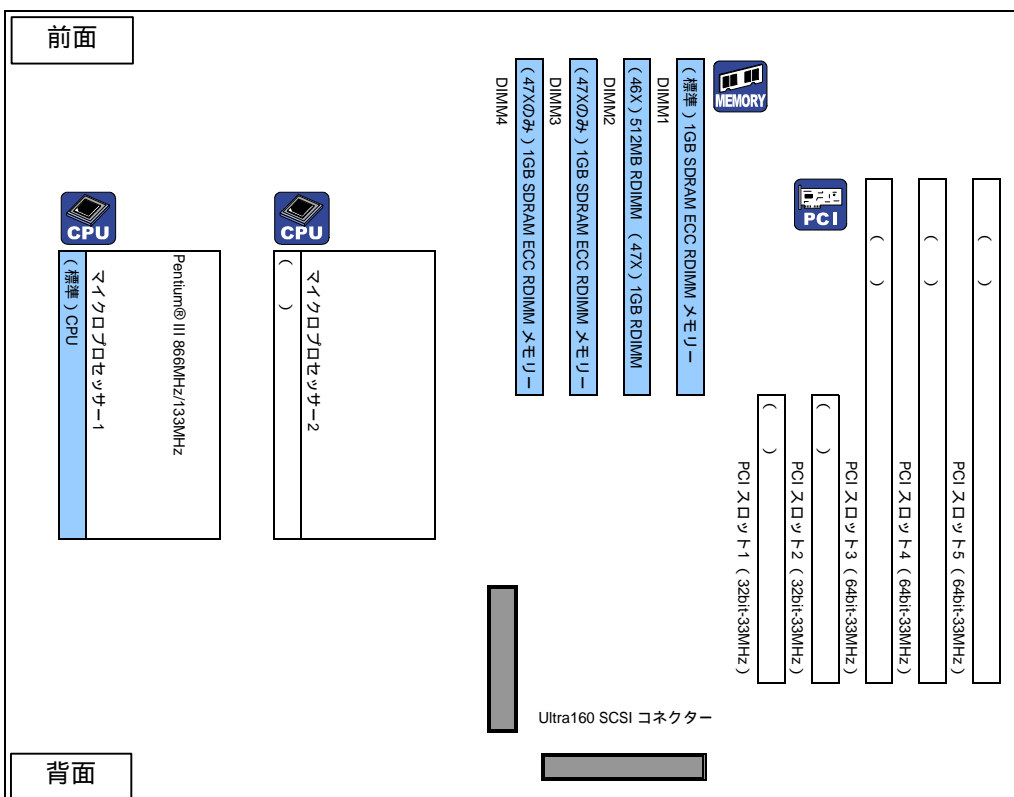 前面
MEMORY
(標準)1GB SDRAM ECC RDIMM メモリー
DIMM1
(46X)512MB RDIMM (47X)1GB RDIMM
DIMM2
(47Xのみ)1GB SDRAM ECC RDIMM メモリー
DIMM3
(47Xのみ)1GB SDRAM ECC RDIMM メモリー
DIMM4
CPU
Pentium® III 866MHz/133MHz
マイクロプロセッサー1
(標準)CPU
CPU
マイクロプロセッサー2
( )
PCI
( )
PCI スロット5(64bit-33MHz)
( )
PCI スロット4(64bit-33MHz)
( )
PCI スロット3(64bit-33MHz)
( )
PCI スロット2(32bit-33MHz)
( )
PCI スロット1(32bit-33MHz)
Ultra160 SCSI コネクター
背面